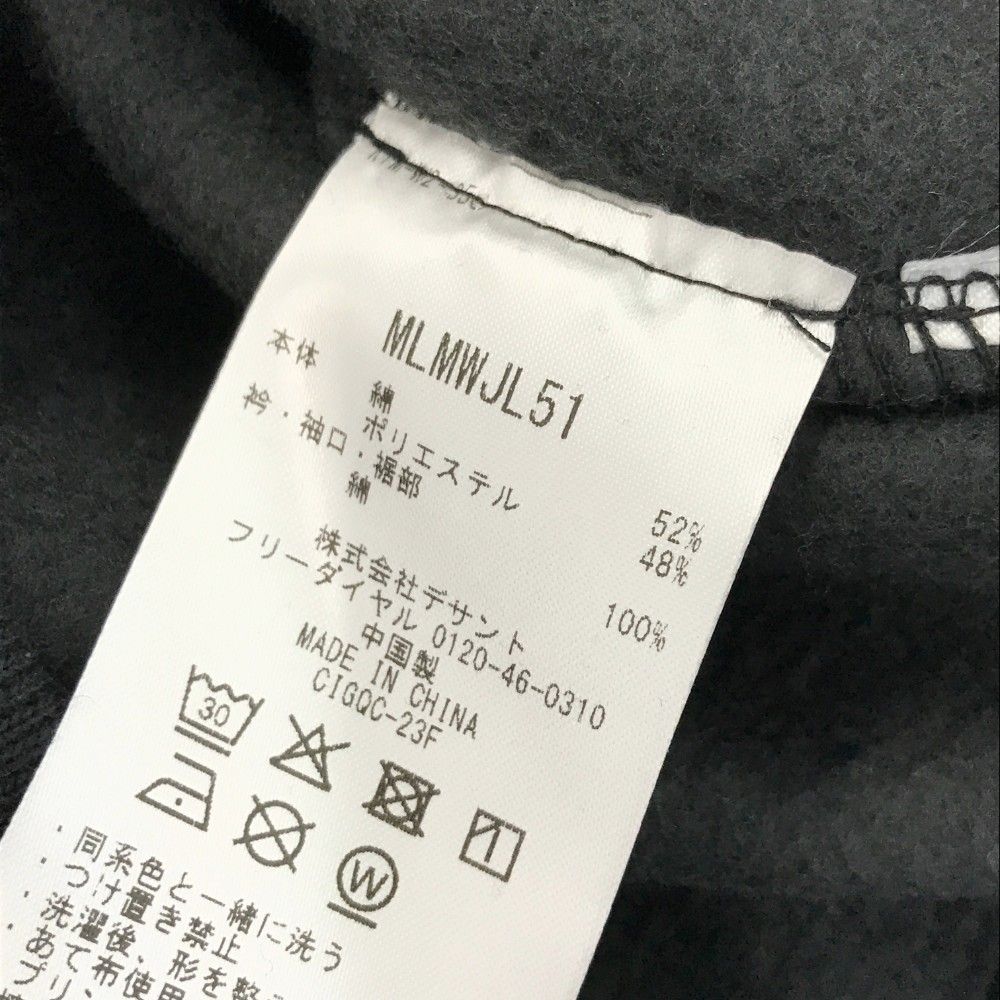 MLMWJL51
本体
綿 52%
ポリエステル 48%
衿・袖口・裾部
綿 100%
株式会社デサント
フリーダイヤル 0120-46-0310
中国製
MADE IN CHINA
CIGQC-23F
30
W
・同系色と一緒に洗う
・つけ置き禁止
・洗濯後、形を整
・あて布使用
プリン